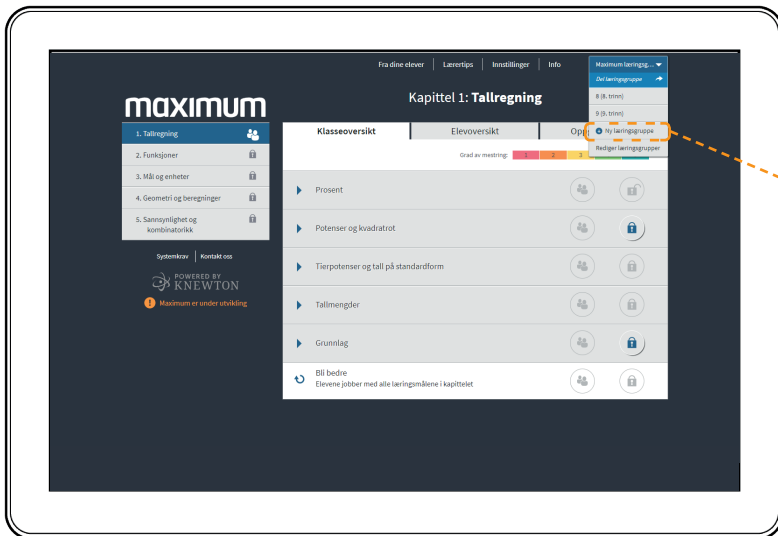 Fra dine elever
Lærertips
Innstillinger
Info
Maximum læringsg...
Del læringsgruppe
8 (8. trinn)
9 (9. trinn)
Ny læringsgruppe
Rediger læringsgrupper
maximum
Kapittel 1: Tallregning
1. Tallregning
2. Funksjoner
3. Mål og enheter
4. Geometri og beregninger
5. Sannsynlighet og
kombinatorikk
Systemkrav
Kontakt oss
POWERED BY
KNEWTON
Maximum er under utvikling
Klasseoversikt
Elevoversikt
Grad av mestring:
1
2
3
Prosent
Potenser og kvadratrot
Tierpotenser og tall på standardform
Tallmengder
Grunnlag
Bli bedre
Elevene jobber med alle læringsmålene i kapittelet